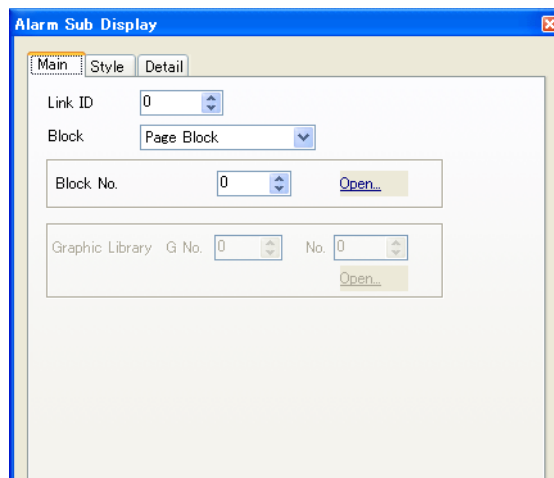 Alarm Sub Display
Main Style Detail
Link ID 0
Block Page Block
Block No. 0 Open...
Graphic Library G No. 0 No. 0
Open...